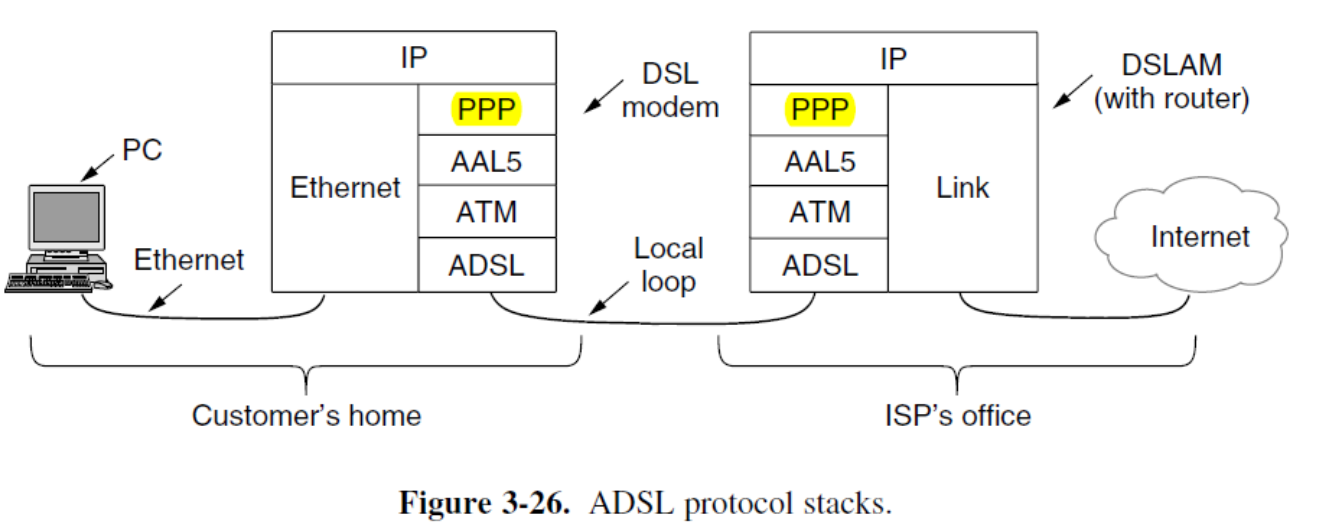 IP
PPP
AAL5
ATM
ADSL
Ethernet
DSL
modem
PC
Ethernet
Local
loop
IP
PPP
AAL5
ATM
ADSL
Link
DSLAM
(with router)
Internet
Customer's home
ISP's office
Figure 3-26. ADSL protocol stacks.